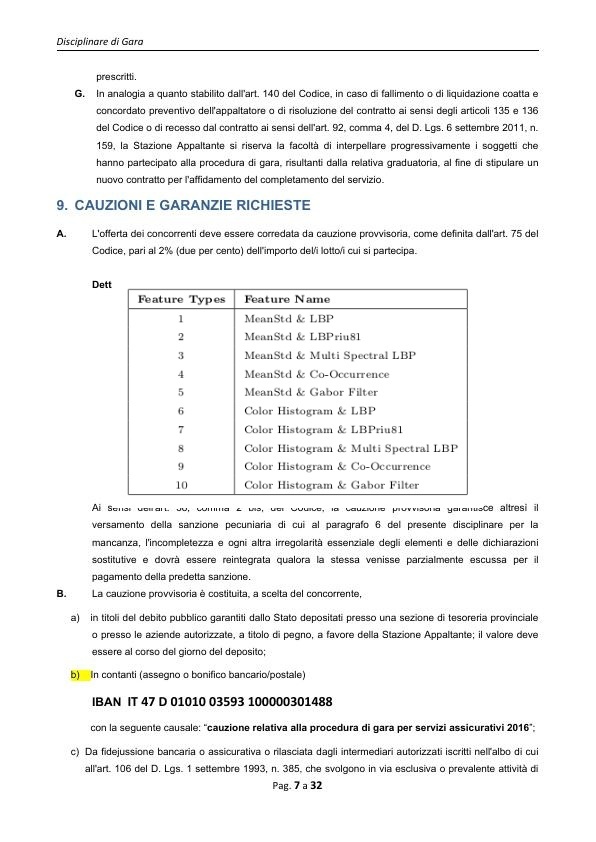 Disciplinare di Gara
prescritti.
G. In analogia a quanto stabilito dall'art. 140 del Codice, in caso di fallimento o di liquidazione coatta e
concordato preventivo dell'appaltatore o di risoluzione del contratto ai sensi degli articoli 135 e 136
del Codice o di recesso dal contratto ai sensi dell'art. 92, comma 4, del D. Lgs. 6 settembre 2011, n.
159, la Stazione Appaltante si riserva la facoltà di interpellare progressivamente i soggetti che
hanno partecipato alla procedura di gara, risultanti dalla relativa graduatoria, al fine di stipulare un
nuovo contratto per l'affidamento del completamento del servizio.
9. CAUZIONI E GARANZIE RICHIESTE
A. L'offerta dei concorrenti deve essere corredata da cauzione provvisoria, come definita dall'art. 75 del
Codice, pari al 2% (due per cento) dell'importo del/i lotto/i cui si partecipa.
Dett
Feature Types Feature Name
1 MeanStd & LBP
2 MeanStd & LBPriu81
3 MeanStd & Multi Spectral LBP
4 MeanStd & Co-Occurrence
5 MeanStd & Gabor Filter
6 Color Histogram & LBP
7 Color Histogram & LBPriu81
8 Color Histogram & Multi Spectral LBP
9 Color Histogram & Co-Occurrence
10 Color Histogram & Gabor Filter
Ai sensi dell'art. comma 2 bis, del Codice, la cauzione provvisoria garantisce altresì il
versamento della sanzione pecuniaria di cui al paragrafo 6 del presente disciplinare per la
mancanza, l'incompletezza e ogni altra irregolarità essenziale degli elementi e delle dichiarazioni
sostitutive e dovrà essere reintegrata qualora la stessa venisse parzialmente escussa per il
pagamento della predetta sanzione.
B. La cauzione provvisoria è costituita, a scelta del concorrente,
a) in titoli del debito pubblico garantiti dallo Stato depositati presso una sezione di tesoreria provinciale
o presso le aziende autorizzate, a titolo di pegno, a favore della Stazione Appaltante; il valore deve
essere al corso del giorno del deposito;
b) In contanti (assegno o bonifico bancario/postale)
IBAN IT 47 D 01010 03593 100000301488
con la seguente causale: “cauzione relativa alla procedura di gara per servizi assicurativi 2016”;
c) Da fidejussione bancaria o assicurativa o rilasciata dagli intermediari autorizzati iscritti nell'albo di cui
all'art. 106 del D. Lgs. 1 settembre 1993, n. 385, che svolgono in via esclusiva o prevalente attività di
Pag. 7 a 32